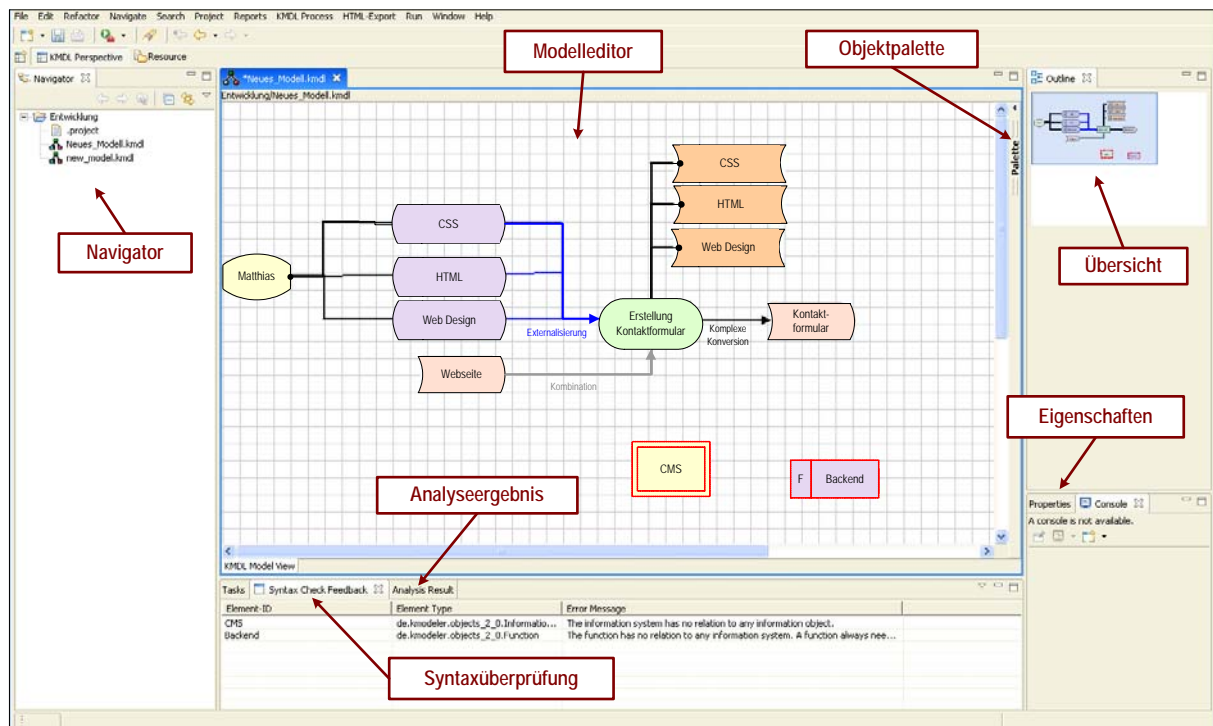 File Edit Refactor Navigate Search Project Reports KMDL Process HTML-Export Run Window Help
KMDL Perspective Resource
Modelleditor
Objektpalette
Navigator
*Neues_Modell.kmdl
Outline
Entwicklung/Neues_Modell.kmdl
Entwicklung
.project
Neues_Modell.kmdl
new_model.kmdl
Palette
Navigator
Übersicht
CSS
HTML
Web Design
CSS
HTML
Web Design
Matthias
Erstellung
Kontaktformular
Externalisierung
Komplexe
Konversion
Kontakt-
formular
Webseite
Kombination
Eigenschaften
CMS
F Backend
Analyseergebnis
Properties Console
A console is not available.
KMDL Model View
Tasks Syntax Check Feedback Analysis Result
Element-ID Element Type Error Message
CMS de.kmodeler.objects_2_0.Informatio... The information system has no relation to any information object.
Backend de.kmodeler.objects_2_0.Function The function has no relation to any information system. A function always nee...
Syntaxüberprüfung